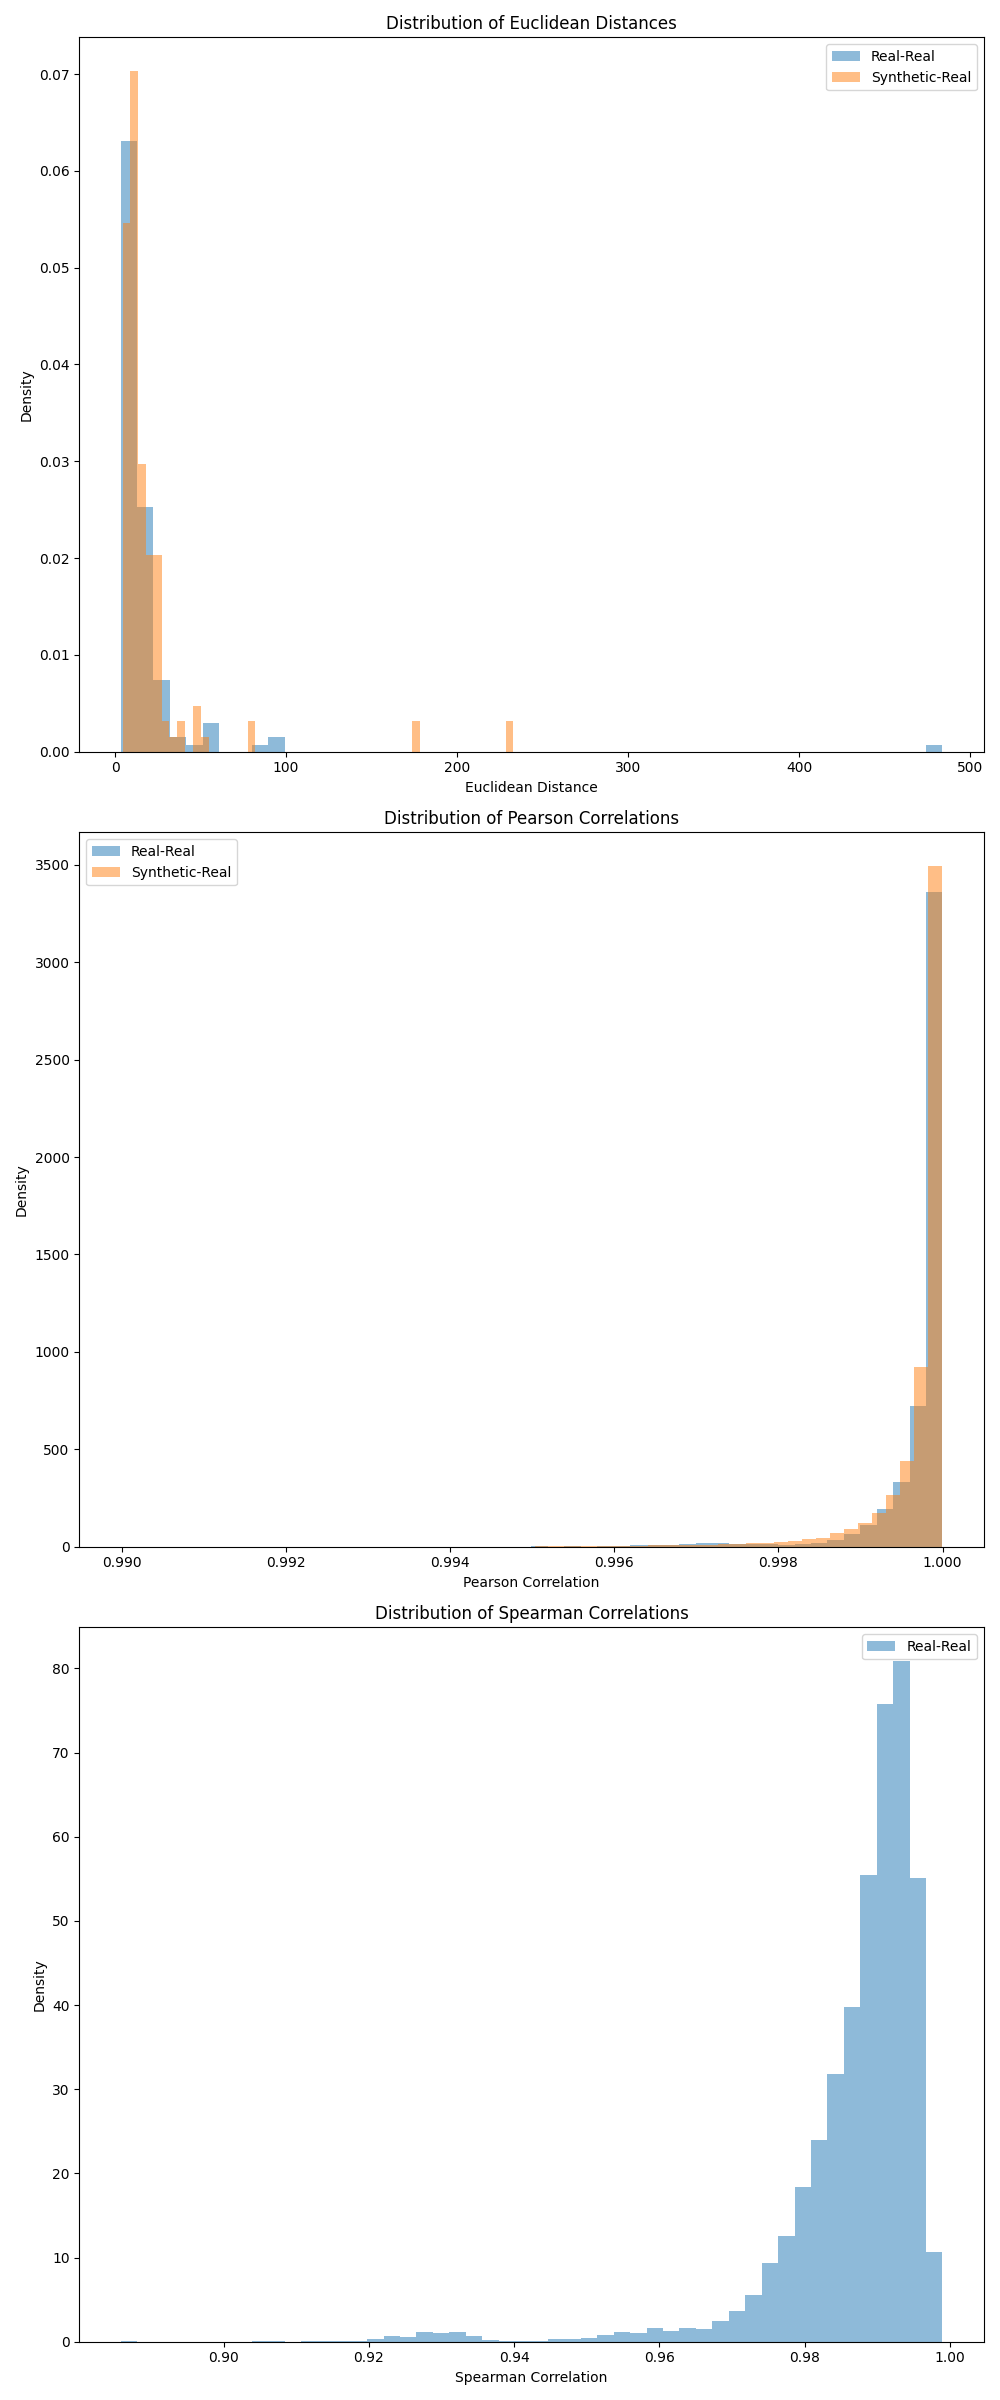 Distribution of Euclidean Distances
Real-Real
Synthetic-Real
0.07
0.06
0.05
0.04
0.03
0.02
0.01
0.00
Density
0 100 200 300 400 500
Euclidean Distance
Distribution of Pearson Correlations
Real-Real
Synthetic-Real
3500
3000
2500
2000
1500
1000
500
0
Density
0.990 0.992 0.994 0.996 0.998 1.000
Pearson Correlation
Distribution of Spearman Correlations
Real-Real
80
70
60
50
40
30
20
10
0
Density
0.90 0.92 0.94 0.96 0.98 1.00
Spearman Correlation